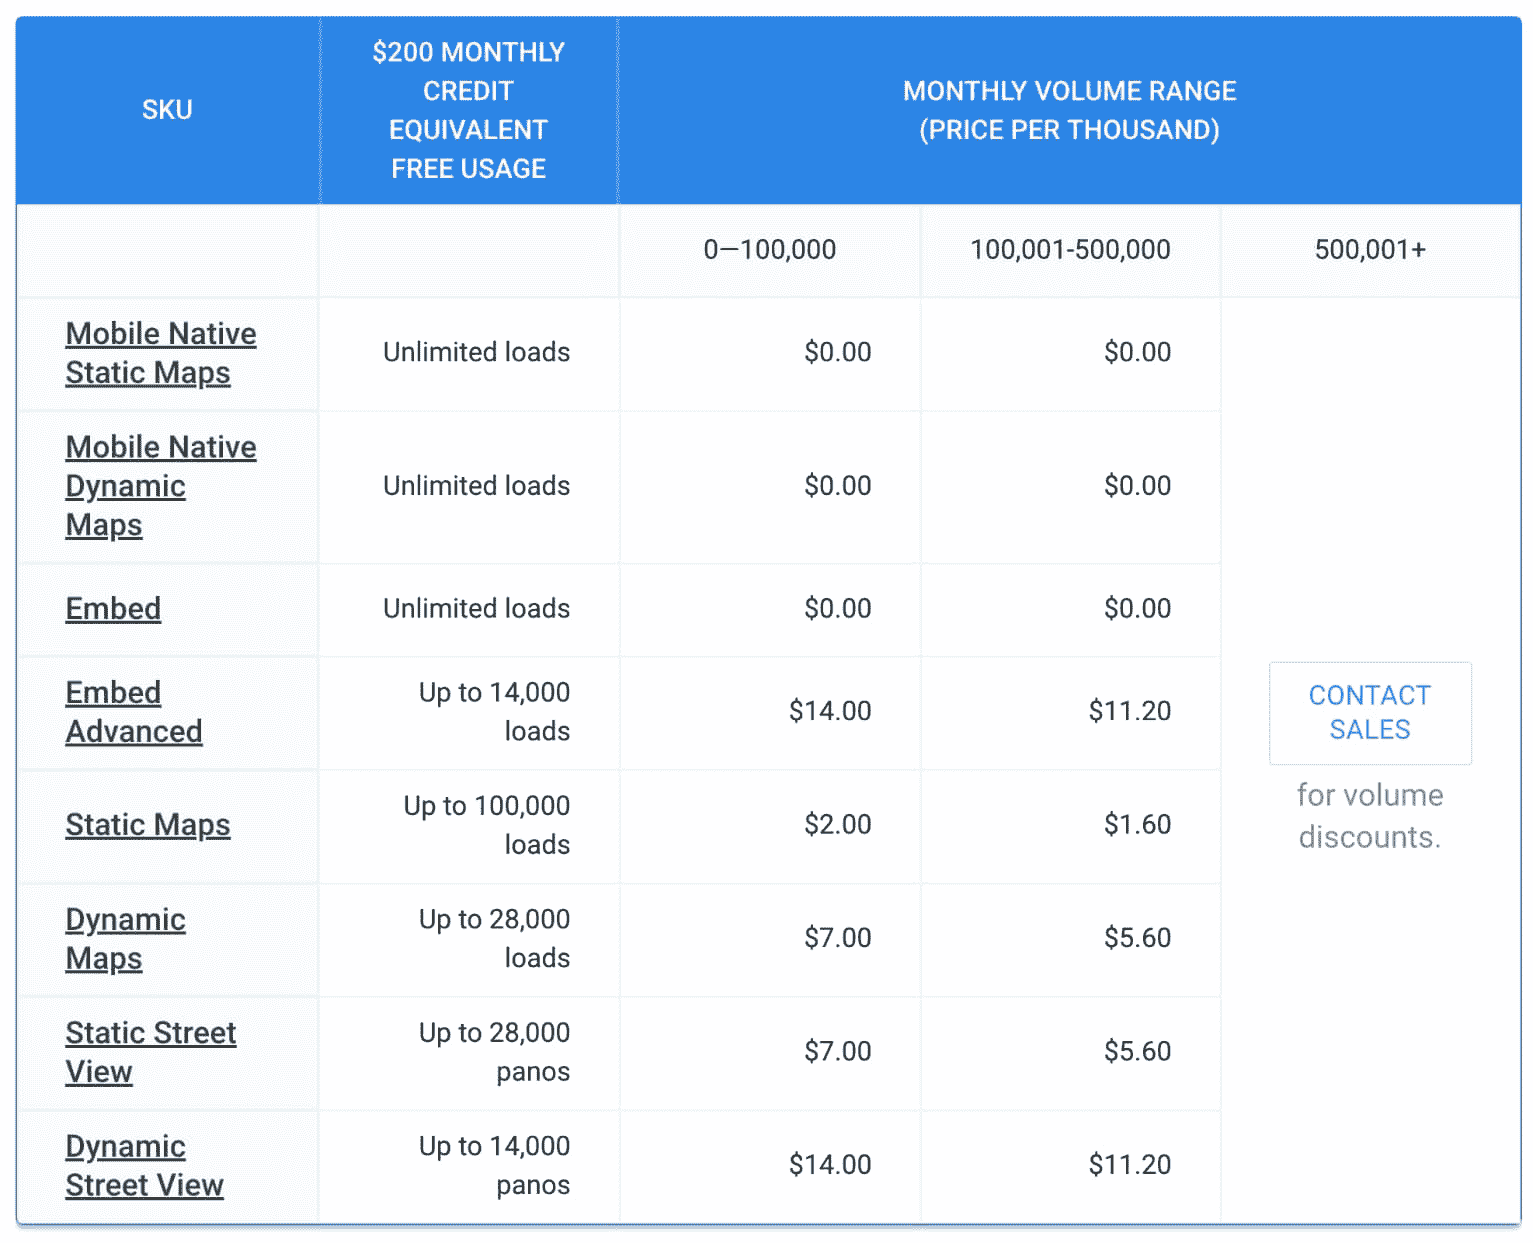 SKU
$200 MONTHLY
CREDIT
EQUIVALENT
FREE USAGE
MONTHLY VOLUME RANGE
(PRICE PER THOUSAND)
0—100,000
100,001-500,000
500,001+
Mobile Native
Static Maps
Unlimited loads
$0.00
$0.00
Mobile Native
Dynamic
Maps
Unlimited loads
$0.00
$0.00
Embed
Unlimited loads
$0.00
$0.00
Embed
Advanced
Up to 14,000
loads
$14.00
$11.20
Static Maps
Up to 100,000
loads
$2.00
$1.60
Dynamic
Maps
Up to 28,000
loads
$7.00
$5.60
Static Street
View
Up to 28,000
panos
$7.00
$5.60
Dynamic
Street View
Up to 14,000
panos
$14.00
$11.20
CONTACT
SALES
for volume
discounts.